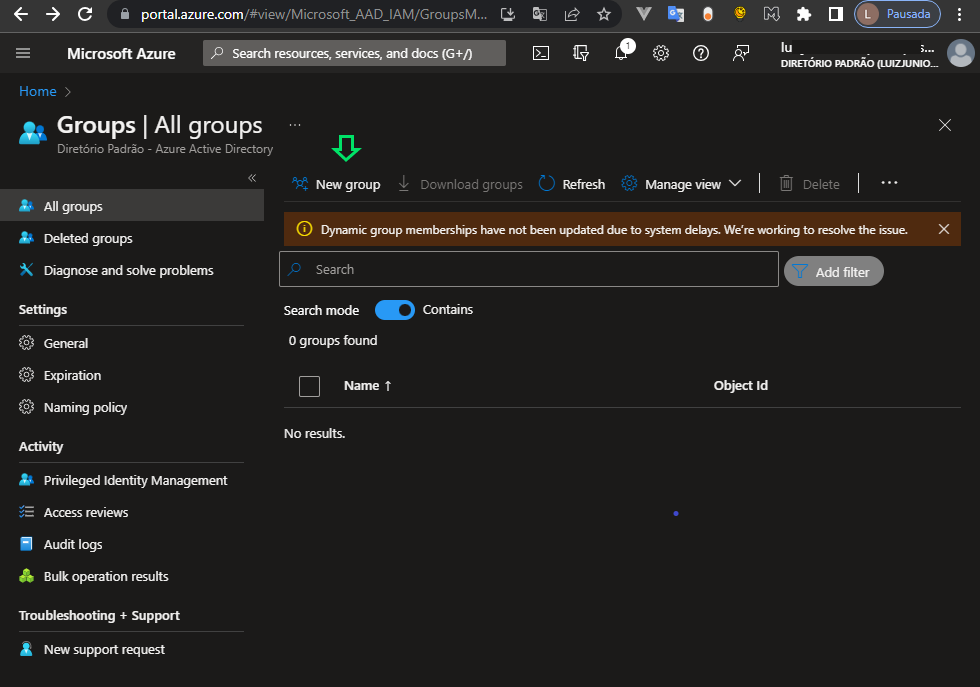 portal.azure.com/#view/Microsoft_AAD_IAM/GroupsM...
L Pausada
Microsoft Azure
Search resources, services, and docs (G+/)
1
DIRETÓRIO PADRÃO (LUIZJUNIO...
Home
Groups | All groups
...
Diretório Padrão - Azure Active Directory
«
New group
Download groups
Refresh
Manage view
Delete
...
All groups
Deleted groups
Diagnose and solve problems
Settings
General
Expiration
Naming policy
Activity
Privileged Identity Management
Access reviews
Audit logs
Bulk operation results
Troubleshooting + Support
New support request
Dynamic group memberships have not been updated due to system delays. We're working to resolve the issue.
Search
Add filter
Search mode
Contains
0 groups found
Name ↑
Object Id
No results.